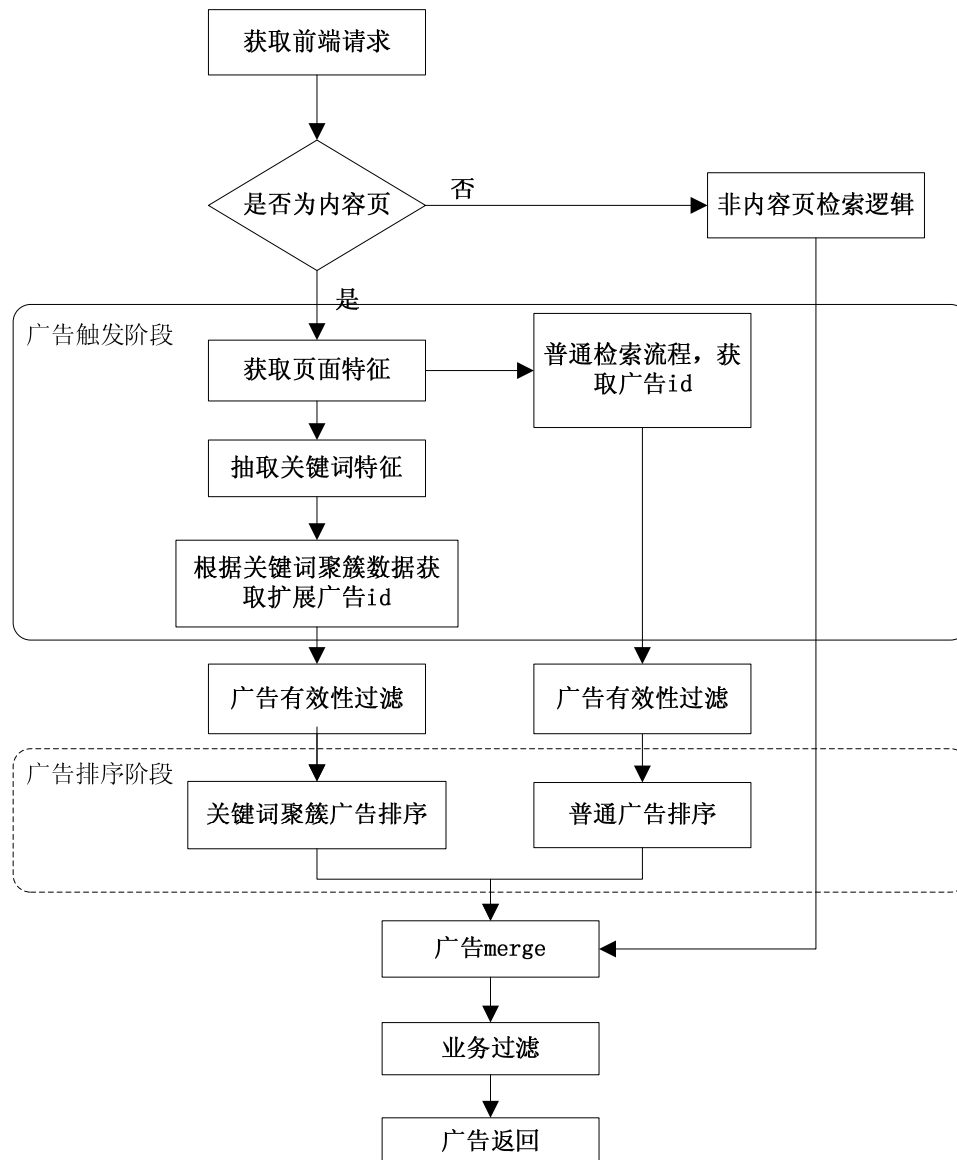 获取前端请求
是否为内容页
否
非内容页检索逻辑
是
广告触发阶段
获取页面特征
普通检索流程，获
取广告id
抽取关键词特征
根据关键词聚簇数据获
取扩展广告id
广告有效性过滤
广告有效性过滤
广告排序阶段
关键词聚簇广告排序
普通广告排序
广告merge
业务过滤
广告返回